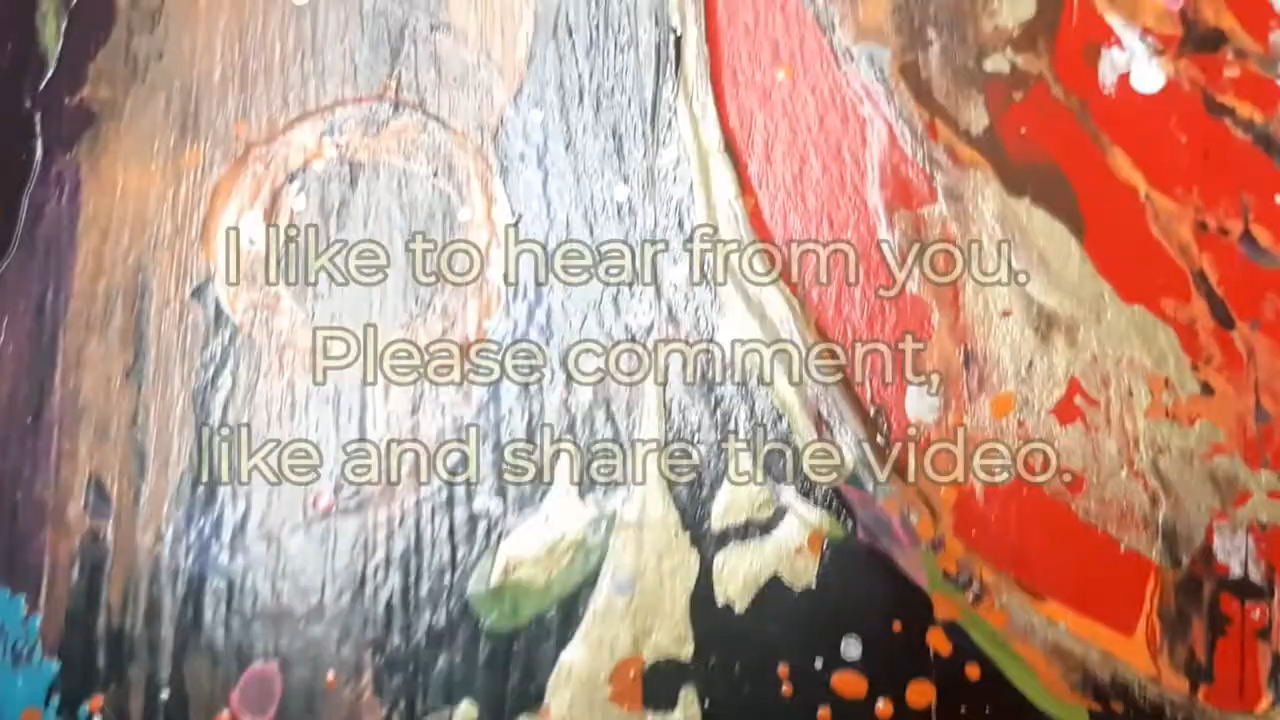 I like to hear from you.
Please comment,
like and share the video.